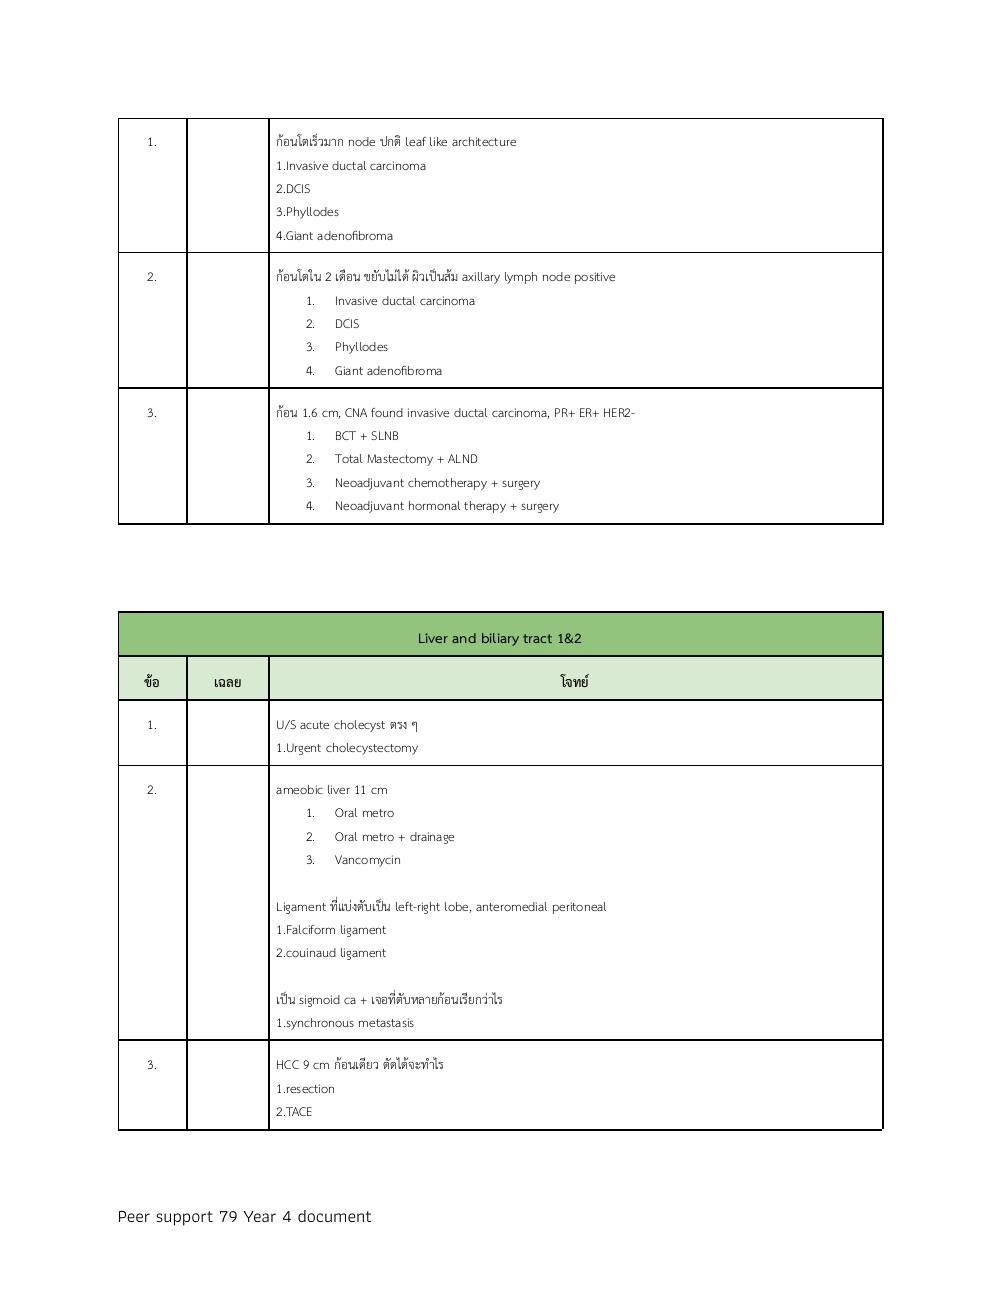 1.
ก้อนโตเร็วมาก node ปกติ leaf like architecture
1.Invasive ductal carcinoma
2.DCIS
3.Phyllodes
4.Giant adenofibroma
2.
ก้อนโตใน 2 เดือน ขยับไม่ได้ ผิวเป็นส้ม axillary lymph node positive
1. Invasive ductal carcinoma
2. DCIS
3. Phyllodes
4. Giant adenofibroma
3.
ก้อน 1.6 cm, CNA found invasive ductal carcinoma, PR+ ER+ HER2-
1. BCT + SLNB
2. Total Mastectomy + ALND
3. Neoadjuvant chemotherapy + surgery
4. Neoadjuvant hormonal therapy + surgery
Liver and biliary tract 1&2
ข้อ เฉลย โจทย์
1.
U/S acute cholecyst ตรง ๆ
1.Urgent cholecystectomy
2.
ameobic liver 11 cm
1. Oral metro
2. Oral metro + drainage
3. Vancomycin
Ligament ที่แบ่งตับเป็น left-right lobe, anteromedial peritoneal
1.Falciform ligament
2.couinaud ligament
เป็น sigmoid ca + เจอที่ตับหลายก้อนเรียกว่าไร
1.synchronous metastasis
3.
HCC 9 cm ก้อนเดียว ตัดได้จะทำไร
1.resection
2.TACE
Peer support 79 Year 4 document